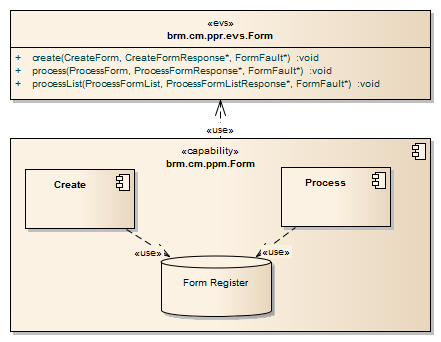 «evs»
brm.cm.ppr.evs.Form
+ create(CreateForm, CreateFormResponse*, FormFault*) :void
+ process(ProcessForm, ProcessFormResponse*, FormFault*) :void
+ processList(ProcessFormList, ProcessFormListResponse*, FormFault*) :void
«use»
«capability»
brm.cm.ppm.Form
Create
Process
«use»
«use»
Form Register